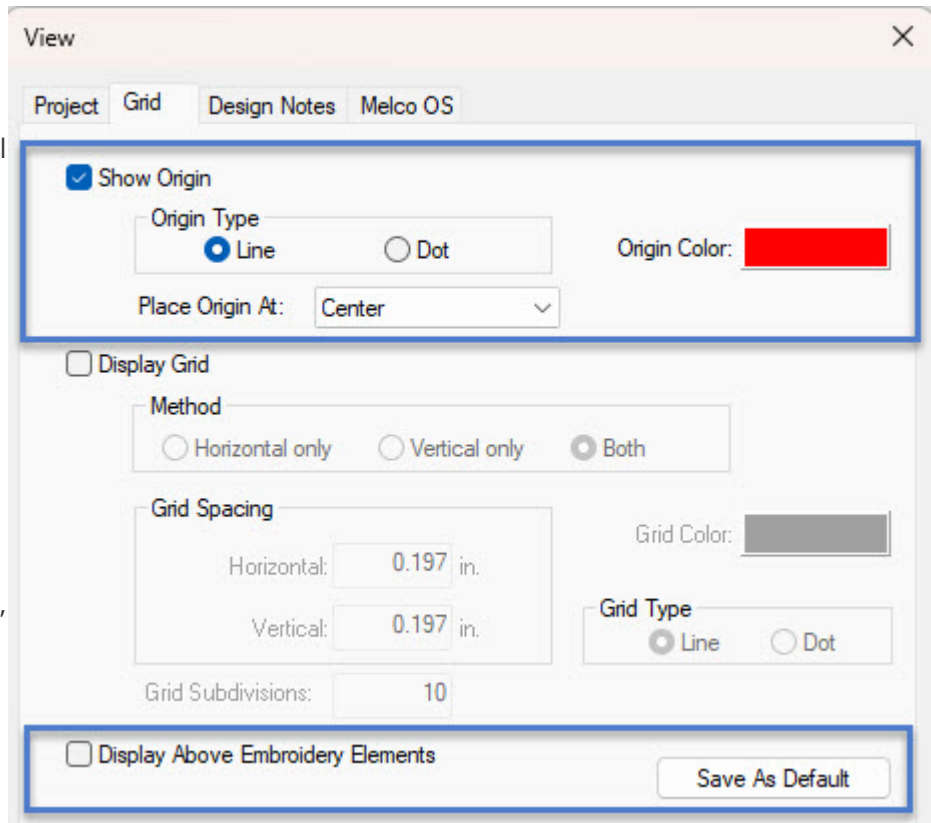 View
Project Grid Design Notes Melco OS
Show Origin
Origin Type
Line Dot
Origin Color:
Place Origin At: Center
Display Grid
Method
Horizontal only Vertical only Both
Grid Spacing
Horizontal: 0.197 in.
Vertical: 0.197 in.
Grid Color:
Grid Type
Line Dot
Grid Subdivisions: 10
Display Above Embroidery Elements
Save As Default